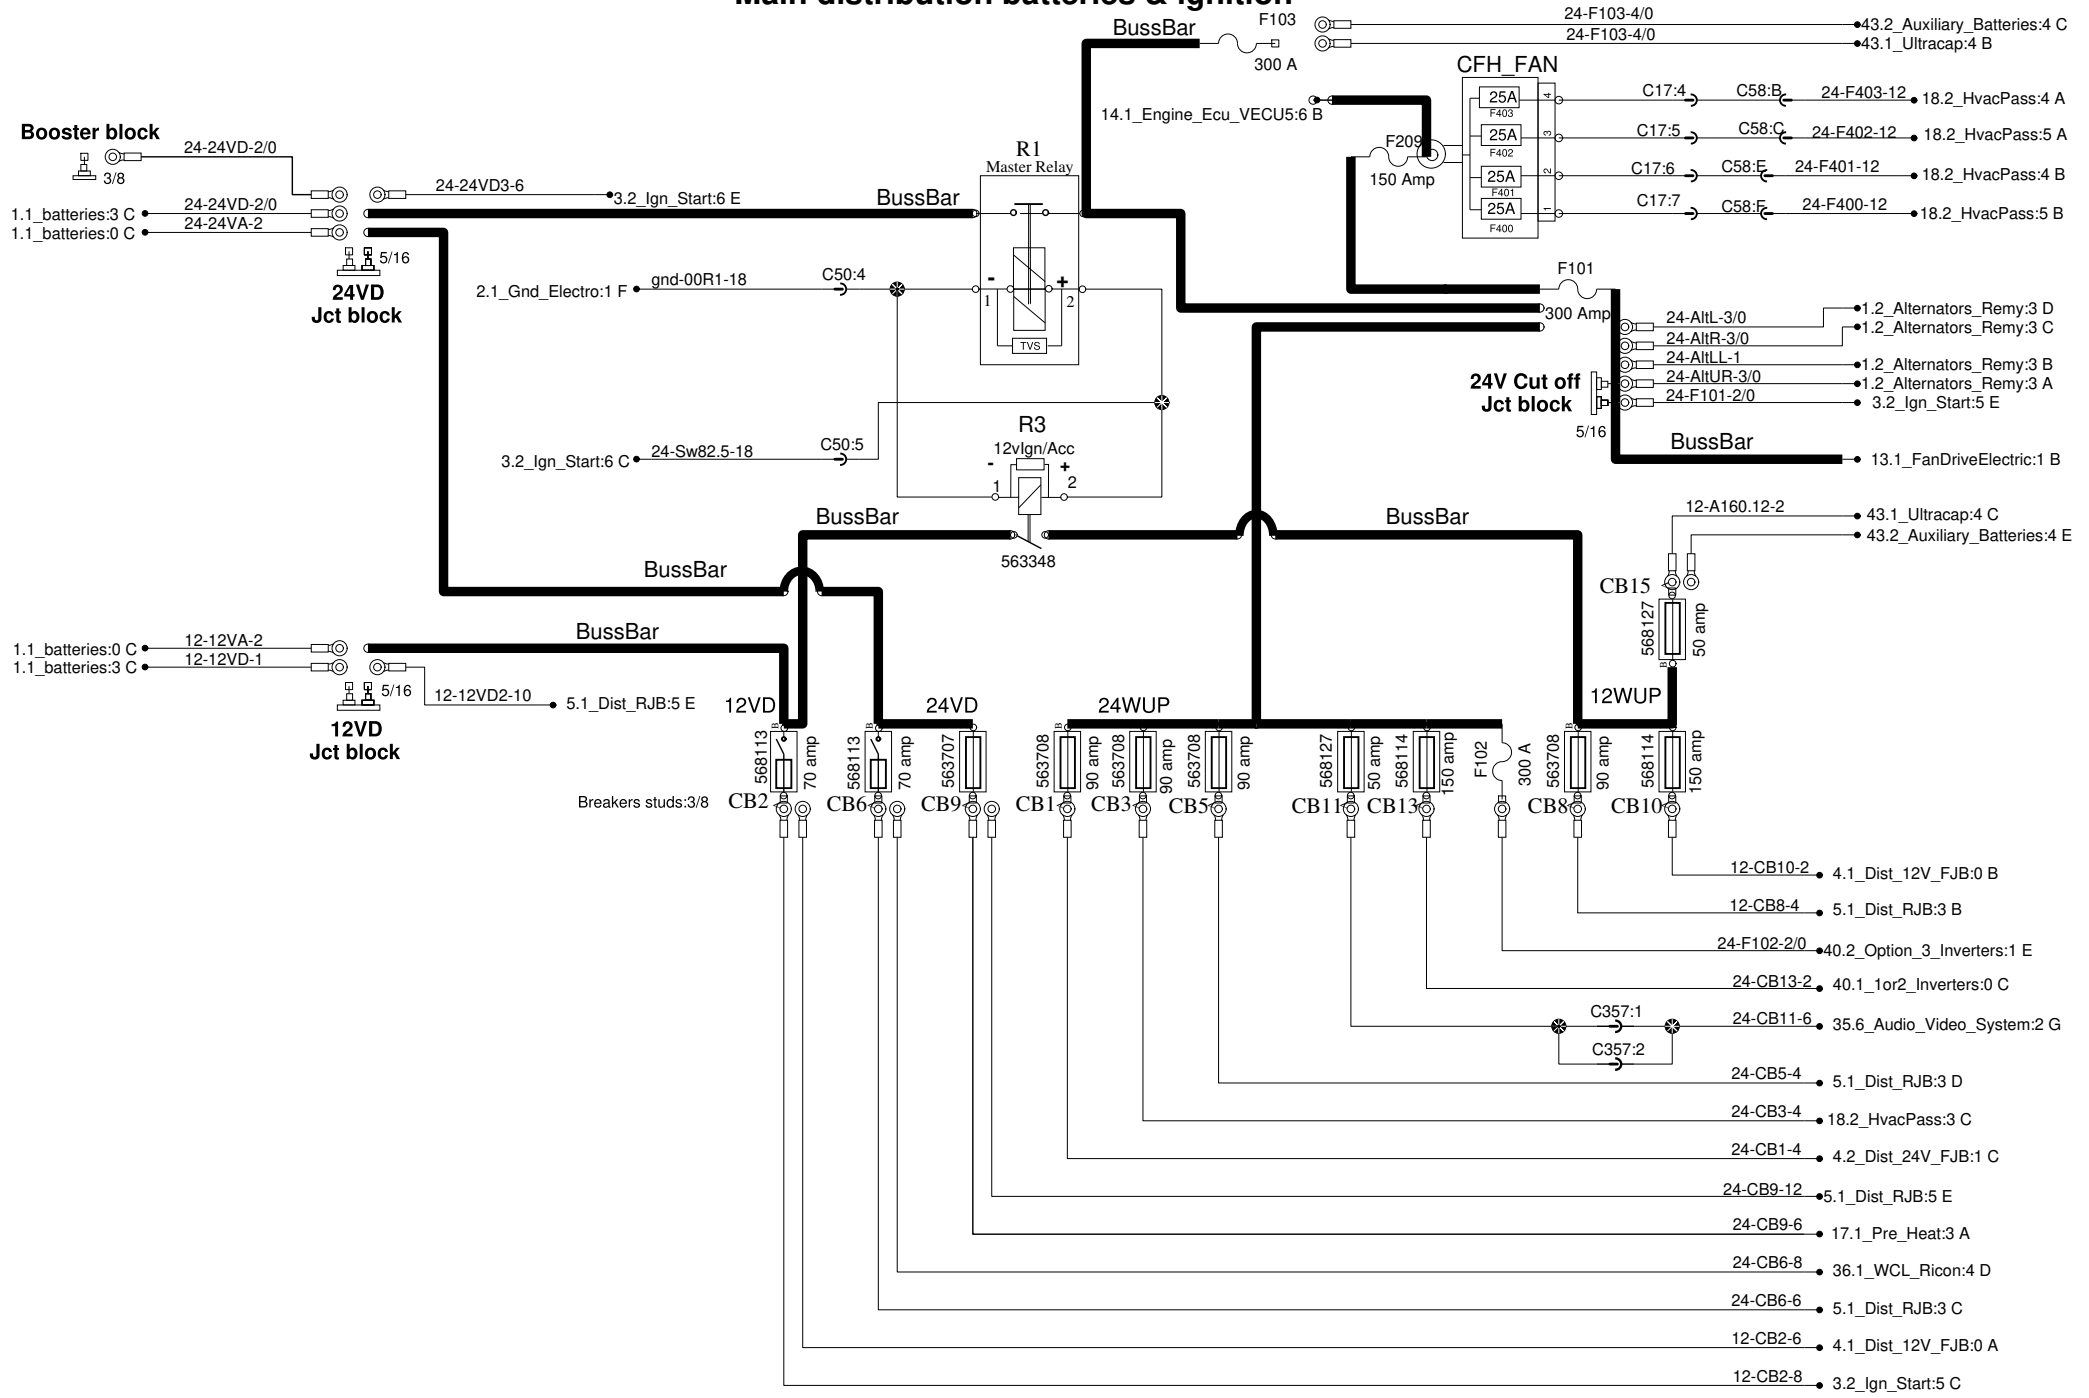 Main distribution batteries & Ignition
BussBar
F103
300 A
24-F103-4/0
43.2_Auxiliary_Batteries:4 C
24-F103-4/0
43.1_Ultracap:4 B
CFH_FAN
14.1_Engine_Ecu_VECU5:6 B
F209
150 Amp
25A
F403
4
C17:4
C58:B
24-F403-12
18.2_HvacPass:4 A
25A
F402
3
C17:5
C58:C
24-F402-12
18.2_HvacPass:5 A
25A
F401
2
C17:6
C58:E
24-F401-12
18.2_HvacPass:4 B
25A
F400
1
C17:7
C58:F
24-F400-12
18.2_HvacPass:5 B
Booster block
3/8
24-24VD-2/0
24-24VD3-6
3.2_Ign_Start:6 E
1.1_batteries:3 C
24-24VD-2/0
1.1_batteries:0 C
24-24VA-2
5/16
24VD
Jct block
BussBar
R1
Master Relay
-
+
1
2
TVS
2.1_Gnd_Electro:1 F
gnd-00R1-18
C50:4
3.2_Ign_Start:6 C
24-Sw82.5-18
C50:5
R3
12vIgn/Acc
-
+
1
2
563348
F101
300 Amp
24-AltL-3/0
1.2_Alternators_Remy:3 D
24-AltR-3/0
1.2_Alternators_Remy:3 C
24-AltLL-1
1.2_Alternators_Remy:3 B
24-AltUR-3/0
1.2_Alternators_Remy:3 A
24-F101-2/0
3.2_Ign_Start:5 E
24V Cut off
Jct block
5/16
BussBar
13.1_FanDriveElectric:1 B
BussBar
BussBar
BussBar
BussBar
12-A160.12-2
43.1_Ultracap:4 C
43.2_Auxiliary_Batteries:4 E
CB15
568127
50 amp
B
1.1_batteries:0 C
12-12VA-2
1.1_batteries:3 C
12-12VD-1
5/16
12-12VD2-10
5.1_Dist_RJB:5 E
12VD
Jct block
12VD
24VD
24WUP
12WUP
B
568113
70 amp
CB2
B
568113
70 amp
CB6
563707
CB9
563708
90 amp
CB1
563708
90 amp
CB3
563708
90 amp
CB5
568127
50 amp
CB11
568114
150 amp
CB13
F102
300 A
B
563708
90 amp
CB8
568114
150 amp
CB10
Breakers studs:3/8
12-CB10-2
4.1_Dist_12V_FJB:0 B
12-CB8-4
5.1_Dist_RJB:3 B
24-F102-2/0
40.2_Option_3_Inverters:1 E
24-CB13-2
40.1_1or2_Inverters:0 C
C357:1
24-CB11-6
35.6_Audio_Video_System:2 G
C357:2
24-CB5-4
5.1_Dist_RJB:3 D
24-CB3-4
18.2_HvacPass:3 C
24-CB1-4
4.2_Dist_24V_FJB:1 C
24-CB9-12
5.1_Dist_RJB:5 E
24-CB9-6
17.1_Pre_Heat:3 A
24-CB6-8
36.1_WCL_Ricon:4 D
24-CB6-6
5.1_Dist_RJB:3 C
12-CB2-6
4.1_Dist_12V_FJB:0 A
12-CB2-8
3.2_Ign_Start:5 C